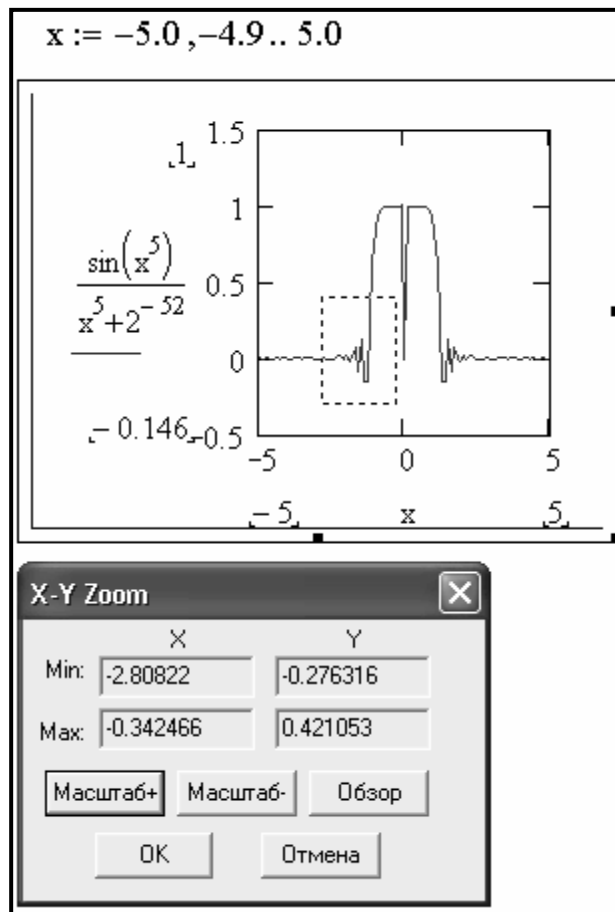 x := −5.0 , −4.9 .. 5.0
1.5
1
1
sin(x^5)
x^5+2^−52
0.5
0
−0.146
−0.5
−5 0 5
−5 x 5
X-Y Zoom
X Y
Min: -2.80822 -0.276316
Max: -0.342466 0.421053
Масштаб+ Масштаб- Обзор
OK Отмена